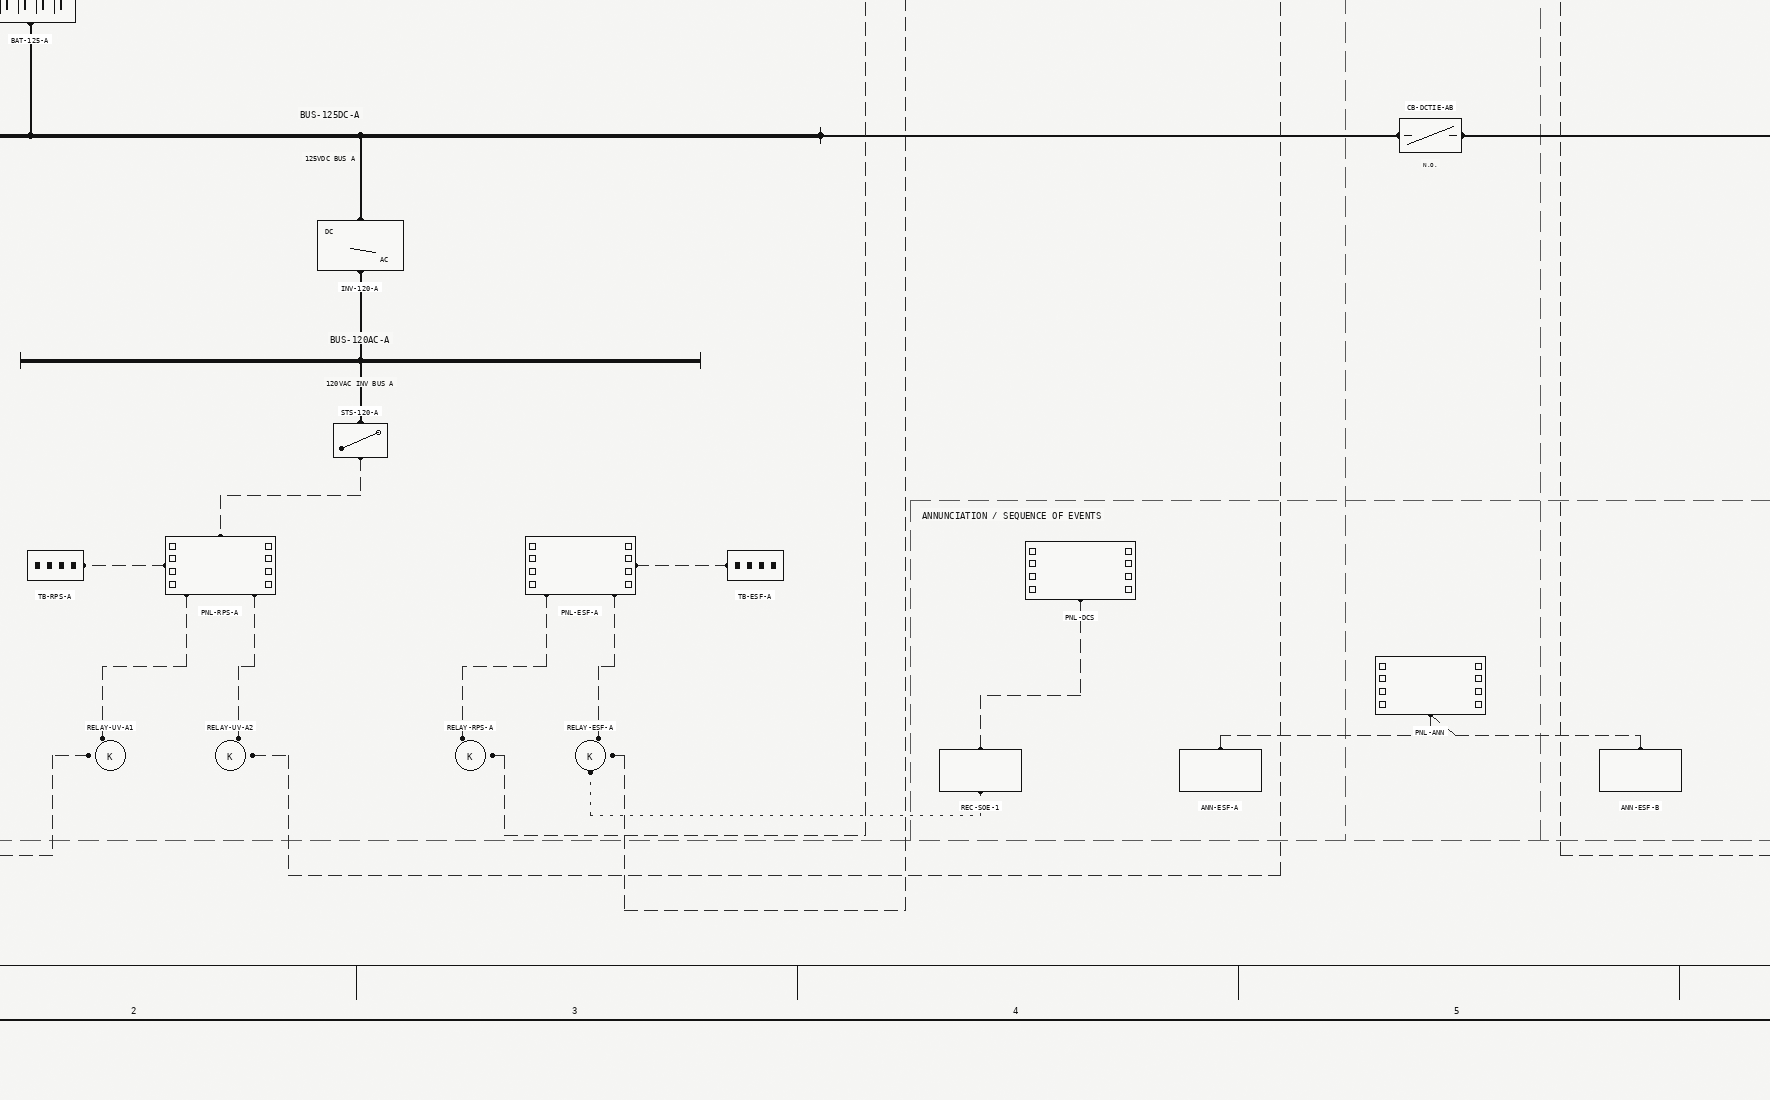 BAT-125-A
CB-DCTIE-AB
BUS-125DC-A
125VDC BUS A
N.O.
DC
AC
INV-120-A
BUS-120AC-A
120VAC INV BUS A
STS-120-A
ANNUNCIATION / SEQUENCE OF EVENTS
TB-RPS-A
PNL-RPS-A
PNL-ESF-A
TB-ESF-A
PNL-DCS
RELAY-UV-A1
RELAY-UV-A2
RELAY-RPS-A
RELAY-ESF-A
PNL-ANN
K
K
K
K
REC-SOE-1
ANN-ESF-A
ANN-ESF-B
2
3
4
5